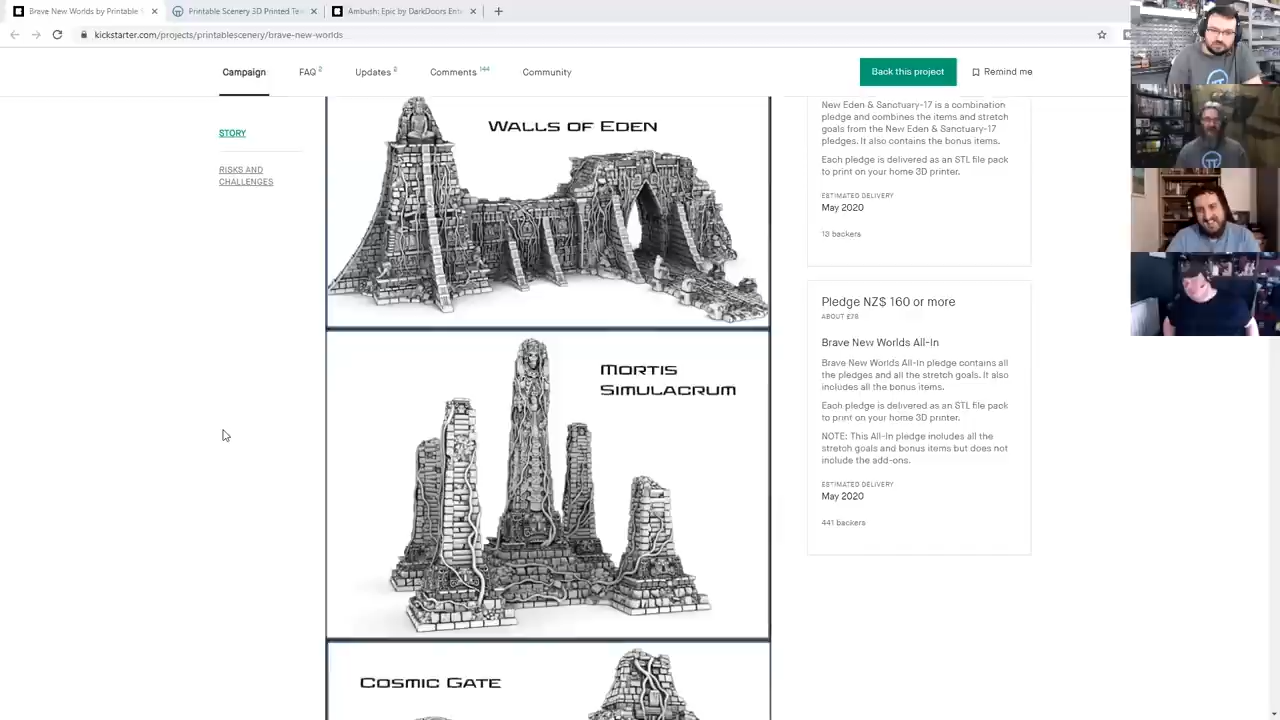 Brave New Worlds by Printable S
Printable Scenery 3D Printed Tex
Ambush: Epic by DarkDoors Ente
kickstarter.com/projects/printablescenery/brave-new-worlds
Campaign
FAQ 2
Updates 2
Comments 144
Community
Back this project
Remind me
STORY
RISKS AND
CHALLENGES
WALLS OF EDEN
MORTIS
SIMULACRUM
COSMIC GATE
New Eden & Sanctuary-17 is a combination
pledge and combines the items and stretch
goals from the New Eden & Sanctuary-17
pledges. It also contains the bonus items.
Each pledge is delivered as an STL file pack
to print on your home 3D printer.
ESTIMATED DELIVERY
May 2020
13 backers
Pledge NZ$ 160 or more
ABOUT £78
Brave New Worlds All-In
Brave New Worlds All-In pledge contains all
the pledges and all the stretch goals. It also
includes all the bonus items.
Each pledge is delivered as an STL file pack
to print on your home 3D printer.
NOTE: This All-In pledge includes all the
stretch goals and bonus items but does not
include the add-ons.
ESTIMATED DELIVERY
May 2020
441 backers